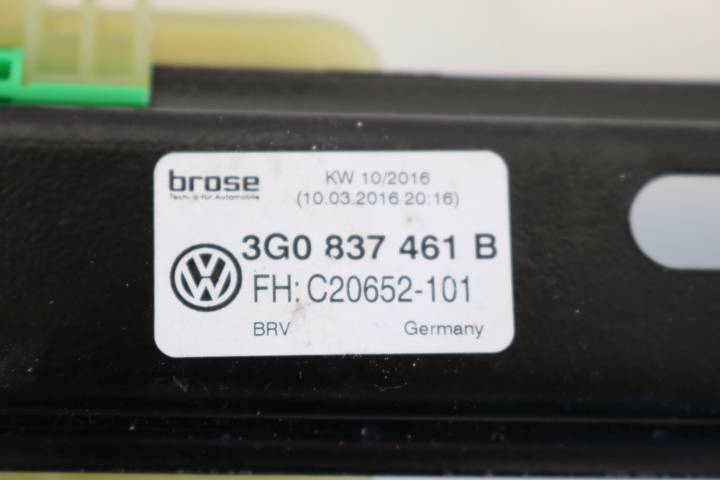 brose
Technik für Automobile
KW 10/2016
(10.03.2016 20:16)
3G0 837 461 B
FH: C20652-101
BRV Germany